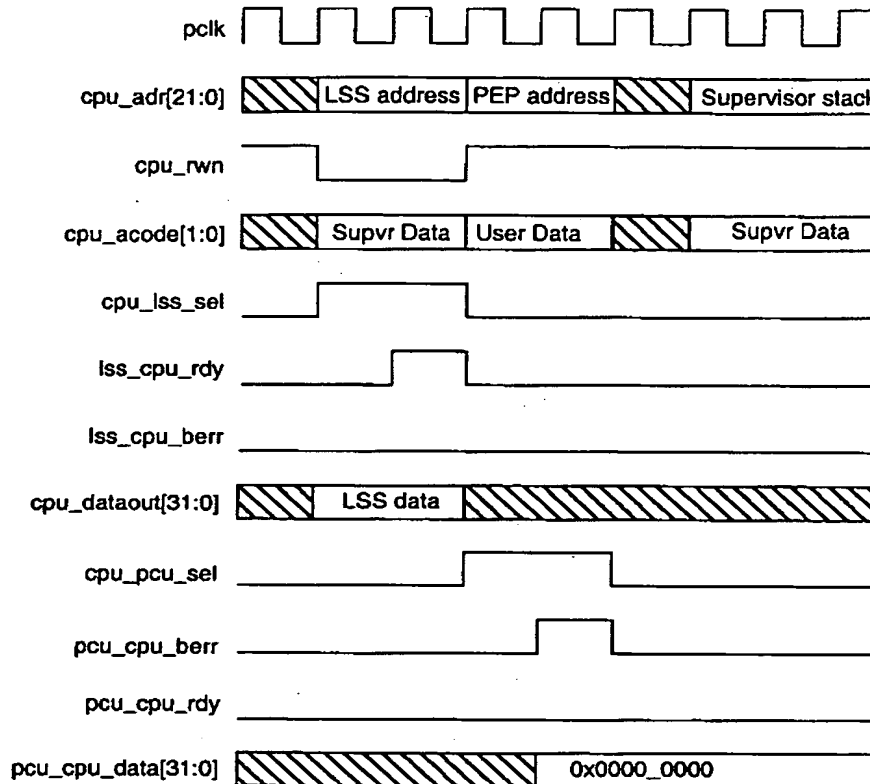 pclk
cpu_adr[21:0] LSS address PEP address Supervisor stack
cpu_rwn
cpu_acode[1:0] Supvr Data User Data Supvr Data
cpu_lss_sel
lss_cpu_rdy
lss_cpu_berr
cpu_dataout[31:0] LSS data
cpu_pcu_sel
pcu_cpu_berr
pcu_cpu_rdy
pcu_cpu_data[31:0] 0x0000_0000